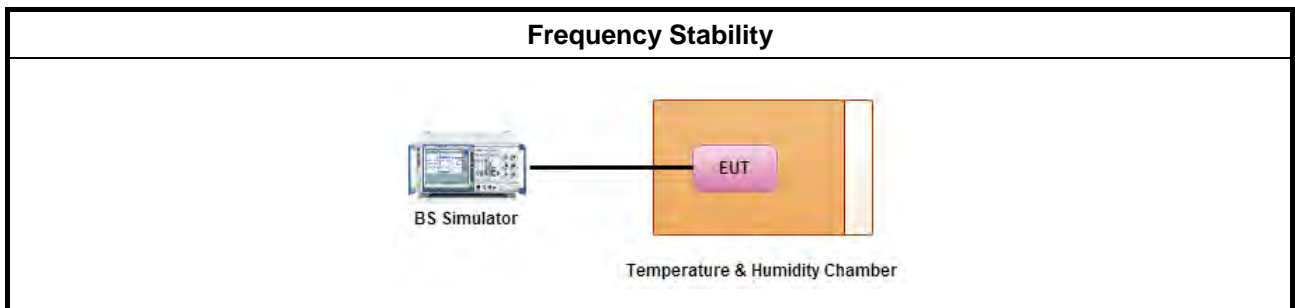 Frequency Stability
EUT
BS Simulator
Temperature & Humidity Chamber